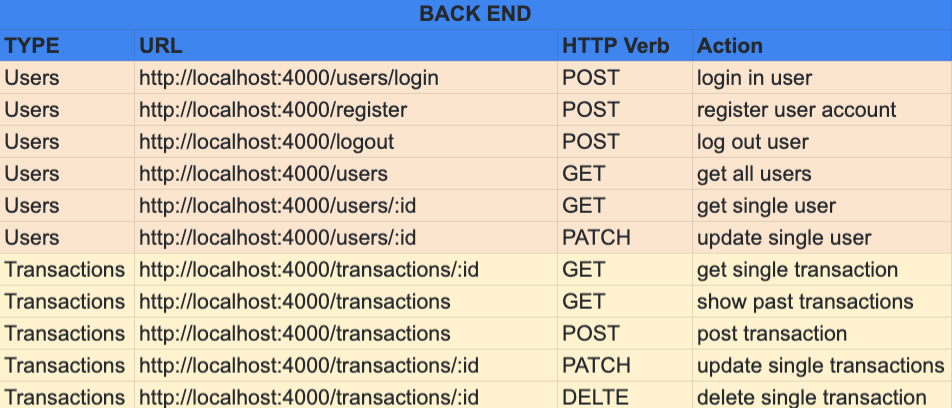 BACK END
TYPE URL HTTP Verb Action
Users http://localhost:4000/users/login POST login in user
Users http://localhost:4000/register POST register user account
Users http://localhost:4000/logout POST log out user
Users http://localhost:4000/users GET get all users
Users http://localhost:4000/users/:id GET get single user
Users http://localhost:4000/users/:id PATCH update single user
Transactions http://localhost:4000/transactions/:id GET get single transaction
Transactions http://localhost:4000/transactions GET show past transactions
Transactions http://localhost:4000/transactions POST post transaction
Transactions http://localhost:4000/transactions/:id PATCH update single transactions
Transactions http://localhost:4000/transactions/:id DELTE delete single transaction